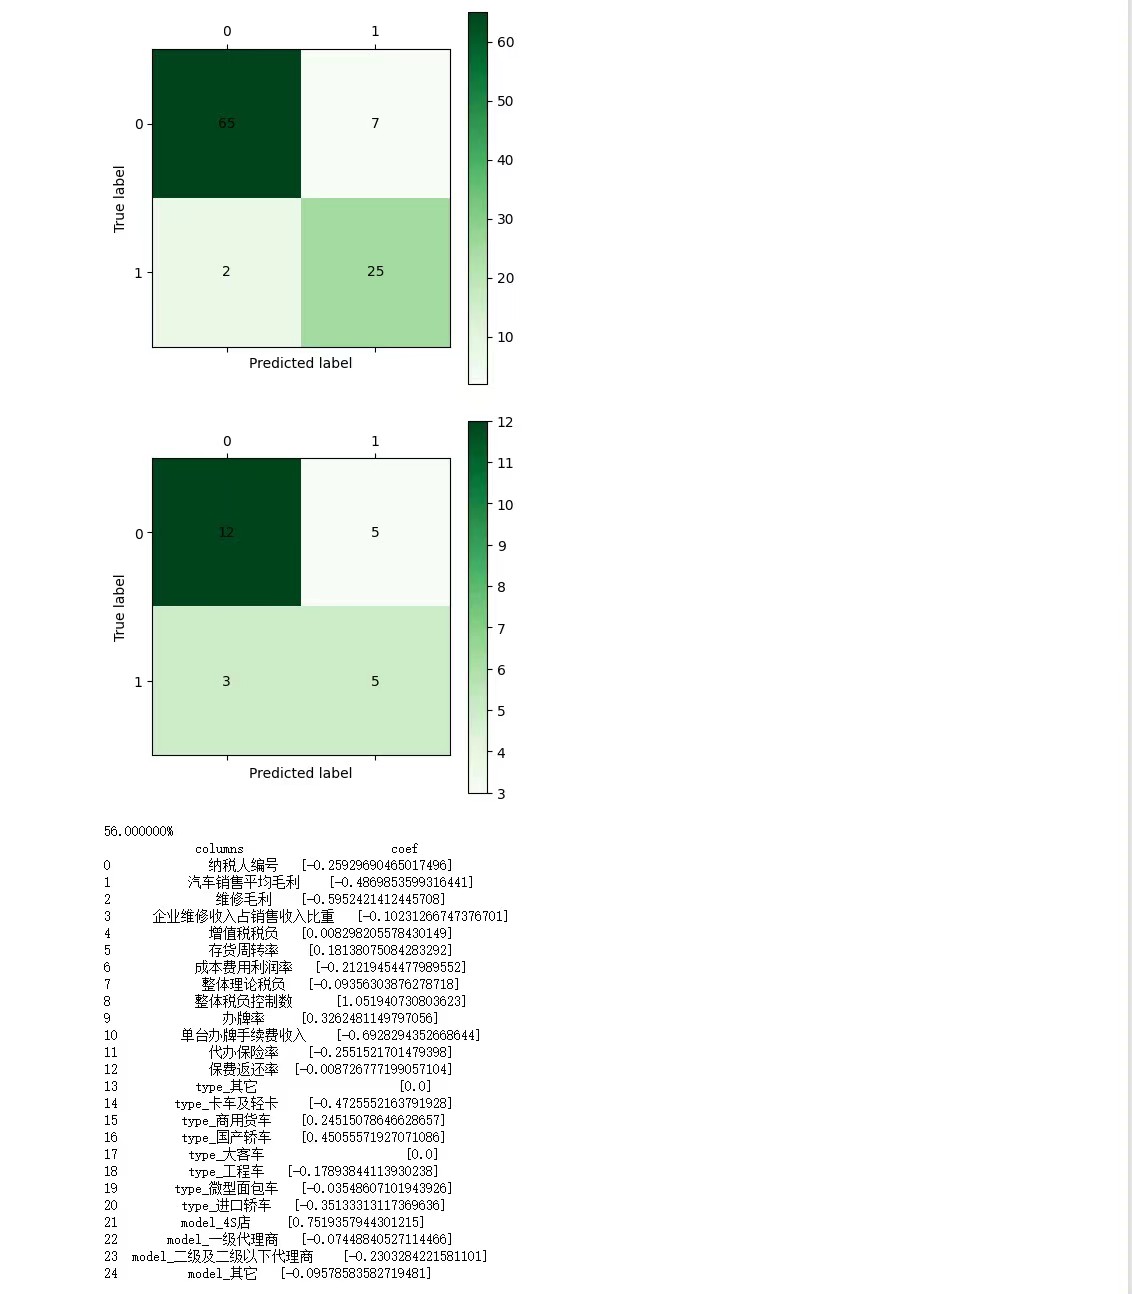 0 1
0 65 7
1 2 25
True label
Predicted label
60
50
40
30
20
10
0 1
0 12 5
1 3 5
True label
Predicted label
12
11
10
9
8
7
6
5
4
3
56.000000%
columns coef
0 纳税人编号 [-0.25929690465017496]
1 汽车销售平均毛利 [-0.4869853599316441]
2 维修毛利 [-0.5952421412445708]
3 企业维修收入占销售收入比重 [-0.10231266747376701]
4 增值税税负 [0.008298205578430149]
5 存货周转率 [0.18138075084283292]
6 成本费用利润率 [-0.21219454477989552]
7 整体理论税负 [-0.09356303876278718]
8 整体税负控制数 [1.051940730803623]
9 办牌率 [0.3262481149797056]
10 单台办牌手续费收入 [-0.6928294352668644]
11 代办保险率 [-0.2551521701479398]
12 保费返还率 [-0.008726777199057104]
13 type_其它 [0.0]
14 type_卡车及轻卡 [-0.4725552163791928]
15 type_商用货车 [0.24515078646628657]
16 type_国产轿车 [0.45055571927071086]
17 type_大客车 [0.0]
18 type_工程车 [-0.17893844113930238]
19 type_微型面包车 [-0.03548607101943926]
20 type_进口轿车 [-0.35133313117369636]
21 model_4S店 [0.7519357944301215]
22 model_一级代理商 [-0.07448840527114466]
23 model_二级及二级以下代理商 [-0.2303284221581101]
24 model_其它 [-0.09578583582719481]